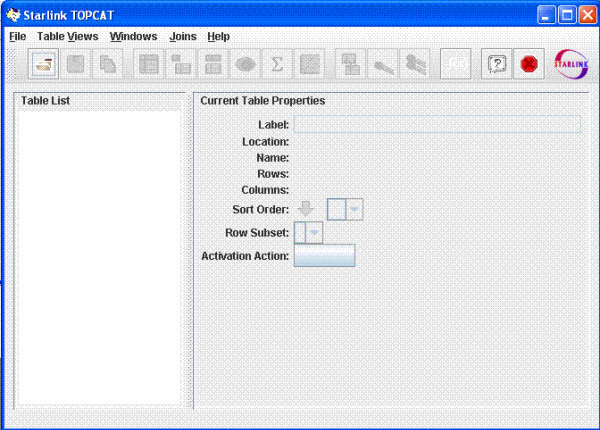 Starlink TOPCAT
File Table Views Windows Joins Help
Σ ? STARLINK
Table List
Current Table Properties
Label:
Location:
Name:
Rows:
Columns:
Sort Order:
Row Subset:
Activation Action: